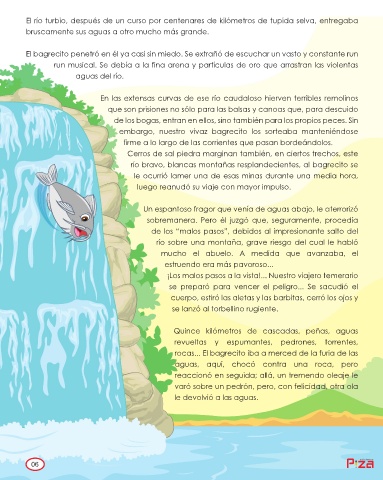 El río turbio, después de un curso por centenares de kilómetros de tupida selva, entregaba
bruscamente sus aguas a otro mucho más grande.
El bagrecito penetró en él ya casi sin miedo. Se extrañó de escuchar un vasto y constante run
run musical. Se debía a la fina arena y partículas de oro que arrastran las violentas
aguas del río.
En las extensas curvas de ese río caudaloso hierven terribles remolinos
que son prisiones no sólo para las balsas y canoas que, para descuido
de los bogas, entran en ellos, sino también para los propios peces. Sin
embargo, nuestro vivaz bagrecito los sorteaba manteniéndose
firme a lo largo de las corrientes que pasan bordeándolos.
Cerros de sal piedra marginan también, en ciertos trechos, este
río bravo, blancas montañas resplandecientes, al bagrecito se
le ocurrió lamer una de esas minas durante una media hora,
luego reanudó su viaje con mayor impulso.
Un espantoso fragor que venía de aguas abajo, le aterrorizó
sobremanera. Pero él juzgó que, seguramente, procedía
de los "malos pasos", debidos al impresionante salto del
río sobre una montaña, grave riesgo del cual le habló
mucho el abuelo. A medida que avanzaba, el
estruendo era más pavoroso...
¡Los malos pasos a la vista!... Nuestro viajero temerario
se preparó para vencer el peligro... Se sacudió el
cuerpo, estiró las aletas y las barbitas, cerró los ojos y
se lanzó al torbellino rugiente.
Quince kilómetros de cascadas, peñas, aguas
revueltas y espumantes, pedrones, torrentes,
rocas... El bagrecito iba a merced de la furia de las
aguas, aquí, chocó contra una roca, pero
reaccionó en seguida; allá, un tremendo oleaje le
varó sobre un pedrón, pero, con felicidad, otra ola
le devolvió a las aguas.
06